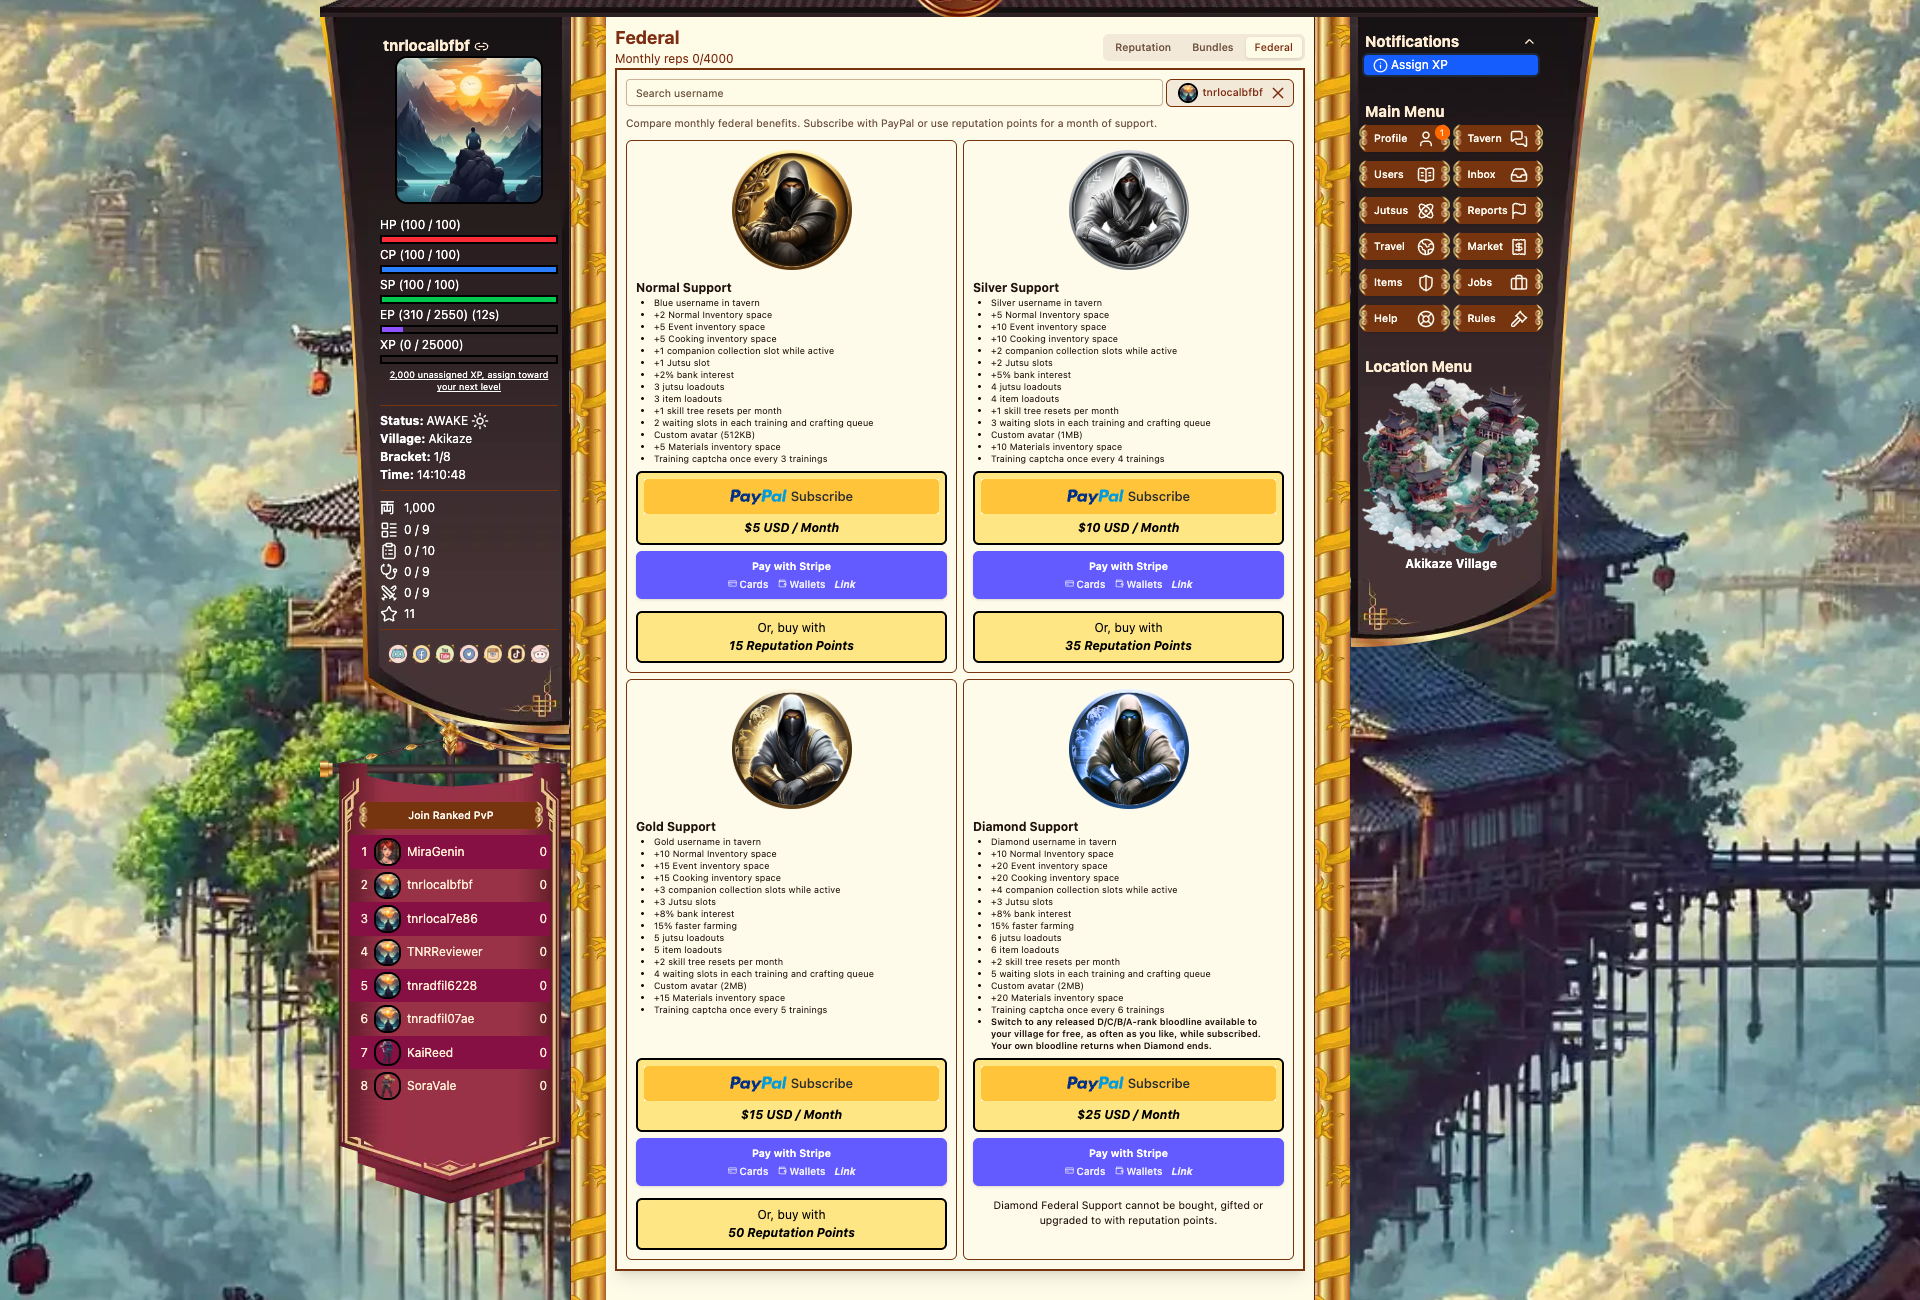 tnrlocalbfbf
HP (100 / 100)
CP (100 / 100)
SP (100 / 100)
EP (310 / 2550) (12s)
XP (0 / 25000)
2,000 unassigned XP, assign toward
your next level
Status: AWAKE
Village: Akikaze
Bracket: 1/8
Time: 14:10:48
両 1,000
0 / 9
0 / 10
0 / 9
0 / 9
11
Join Ranked PvP
1 MiraGenin 0
2 tnrlocalbfbf 0
3 tnrlocal7e86 0
4 TNRReviewer 0
5 tnradfil6228 0
6 tnradfil07ae 0
7 KaiReed 0
8 SoraVale 0
Federal
Monthly reps 0/4000
Reputation Bundles Federal
Search username
tnrlocalbfbf
Compare monthly federal benefits. Subscribe with PayPal or use reputation points for a month of support.
Normal Support
Blue username in tavern
+2 Normal Inventory space
+5 Event inventory space
+5 Cooking inventory space
+1 companion collection slot while active
+1 Jutsu slot
+2% bank interest
3 jutsu loadouts
3 item loadouts
+1 skill tree resets per month
2 waiting slots in each training and crafting queue
Custom avatar (512KB)
+5 Materials inventory space
Training captcha once every 3 trainings
PayPal Subscribe
$5 USD / Month
Pay with Stripe
Cards Wallets Link
Or, buy with
15 Reputation Points
Silver Support
Silver username in tavern
+5 Normal Inventory space
+10 Event inventory space
+10 Cooking inventory space
+2 companion collection slots while active
+2 Jutsu slots
+5% bank interest
4 jutsu loadouts
4 item loadouts
+1 skill tree resets per month
3 waiting slots in each training and crafting queue
Custom avatar (1MB)
+10 Materials inventory space
Training captcha once every 4 trainings
PayPal Subscribe
$10 USD / Month
Pay with Stripe
Cards Wallets Link
Or, buy with
35 Reputation Points
Gold Support
Gold username in tavern
+10 Normal Inventory space
+15 Event inventory space
+15 Cooking inventory space
+3 companion collection slots while active
+3 Jutsu slots
+8% bank interest
15% faster farming
5 jutsu loadouts
5 item loadouts
+2 skill tree resets per month
4 waiting slots in each training and crafting queue
Custom avatar (2MB)
+15 Materials inventory space
Training captcha once every 5 trainings
PayPal Subscribe
$15 USD / Month
Pay with Stripe
Cards Wallets Link
Or, buy with
50 Reputation Points
Diamond Support
Diamond username in tavern
+10 Normal Inventory space
+20 Event inventory space
+20 Cooking inventory space
+4 companion collection slots while active
+3 Jutsu slots
+8% bank interest
15% faster farming
6 jutsu loadouts
6 item loadouts
+2 skill tree resets per month
5 waiting slots in each training and crafting queue
Custom avatar (2MB)
+20 Materials inventory space
Training captcha once every 6 trainings
Switch to any released D/C/B/A-rank bloodline available to
your village for free, as often as you like, while subscribed.
Your own bloodline returns when Diamond ends.
PayPal Subscribe
$25 USD / Month
Pay with Stripe
Cards Wallets Link
Diamond Federal Support cannot be bought, gifted or
upgraded to with reputation points.
Notifications
Assign XP
Main Menu
Profile 1 Tavern
Users Inbox
Jutsus Reports
Travel Market
Items Jobs
Help Rules
Location Menu
Akikaze Village